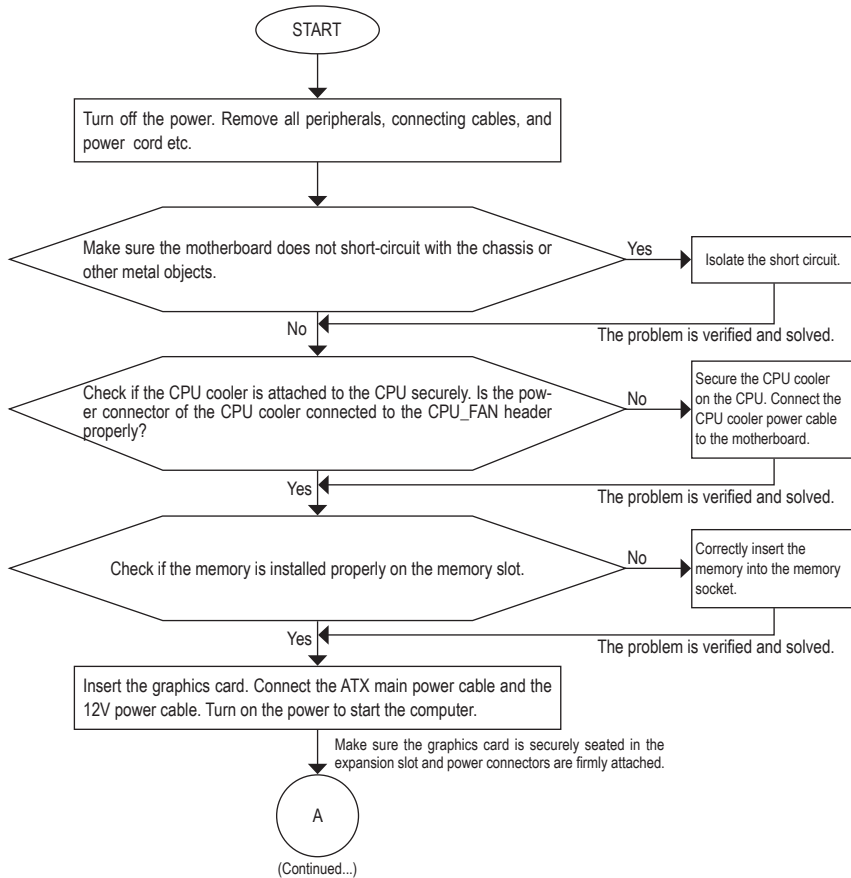 START
Turn off the power. Remove all peripherals, connecting cables, and
power cord etc.
Make sure the motherboard does not short-circuit with the chassis or
other metal objects.
Yes
Isolate the short circuit.
No
The problem is verified and solved.
Check if the CPU cooler is attached to the CPU securely. Is the pow-
er connector of the CPU cooler connected to the CPU_FAN header
properly?
No
Secure the CPU cooler
on the CPU. Connect the
CPU cooler power cable
to the motherboard.
Yes
The problem is verified and solved.
Check if the memory is installed properly on the memory slot.
No
Correctly insert the
memory into the memory
socket.
Yes
The problem is verified and solved.
Insert the graphics card. Connect the ATX main power cable and the
12V power cable. Turn on the power to start the computer.
Make sure the graphics card is securely seated in the
expansion slot and power connectors are firmly attached.
A
(Continued...)